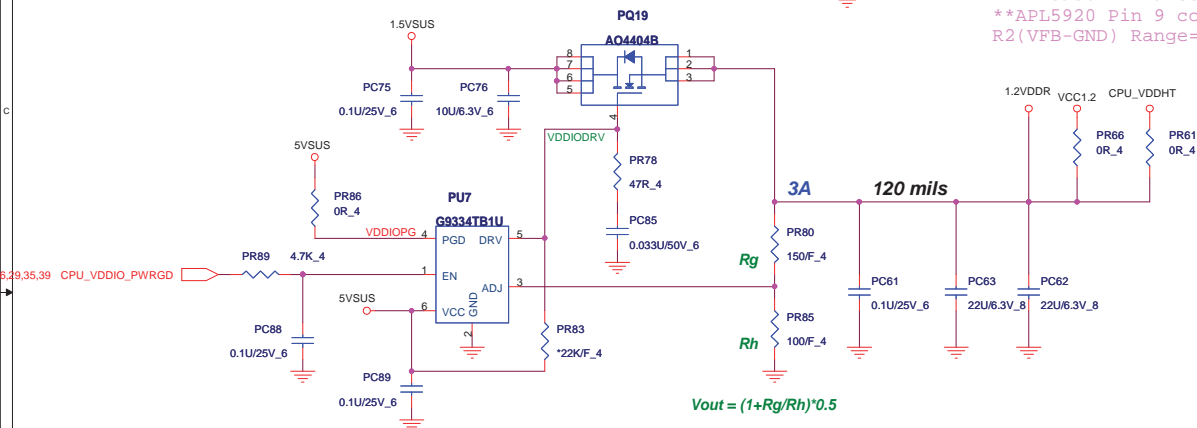 **APL5920 Pin 9 co
R2(VFB-GND) Range=
PQ19
1.5VSUS
AO4404B
8
7
6
5
1
2
3
4
PC75
0.1U/25V_6
PC76
10U/6.3V_6
C
1.2VDDR
VCC1.2
CPU_VDDHT
PR66
0R_4
PR61
0R_4
VDDIODRV
5VSUS
PR78
47R_4
PR86
0R_4
PU7
G9334TB1U
3A
120 mils
PC85
0.033U/50V_6
VDDIOPG
4
PGD
DRV
5
PR80
150/F_4
Rg
PR89
4.7K_4
6,29,35,39
CPU_VDDIO_PWRGD
1
EN
ADJ
3
PC61
0.1U/25V_6
PC63
22U/6.3V_8
PC62
22U/6.3V_8
5VSUS
6
VCC
GND
2
PC88
0.1U/25V_6
PR83
*22K/F_4
PR85
100/F_4
Rh
PC89
0.1U/25V_6
Vout = (1+Rg/Rh)*0.5